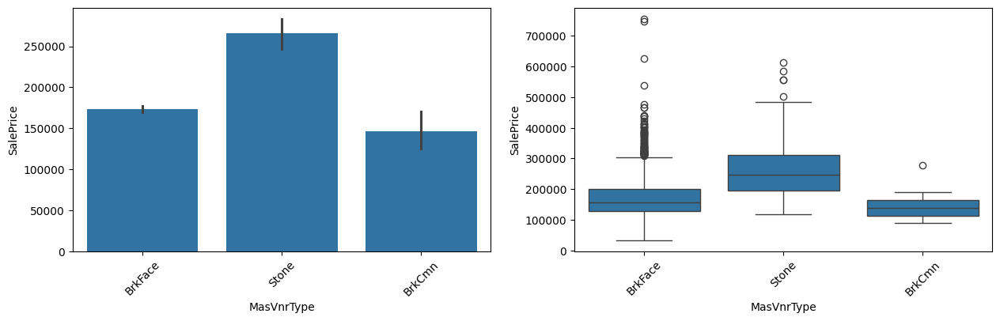 250000
200000
150000
100000
50000
0
SalePrice
BrkFace
Stone
BrkCmn
MasVnrType
700000
600000
500000
400000
300000
200000
100000
0
SalePrice
BrkFace
Stone
BrkCmn
MasVnrType